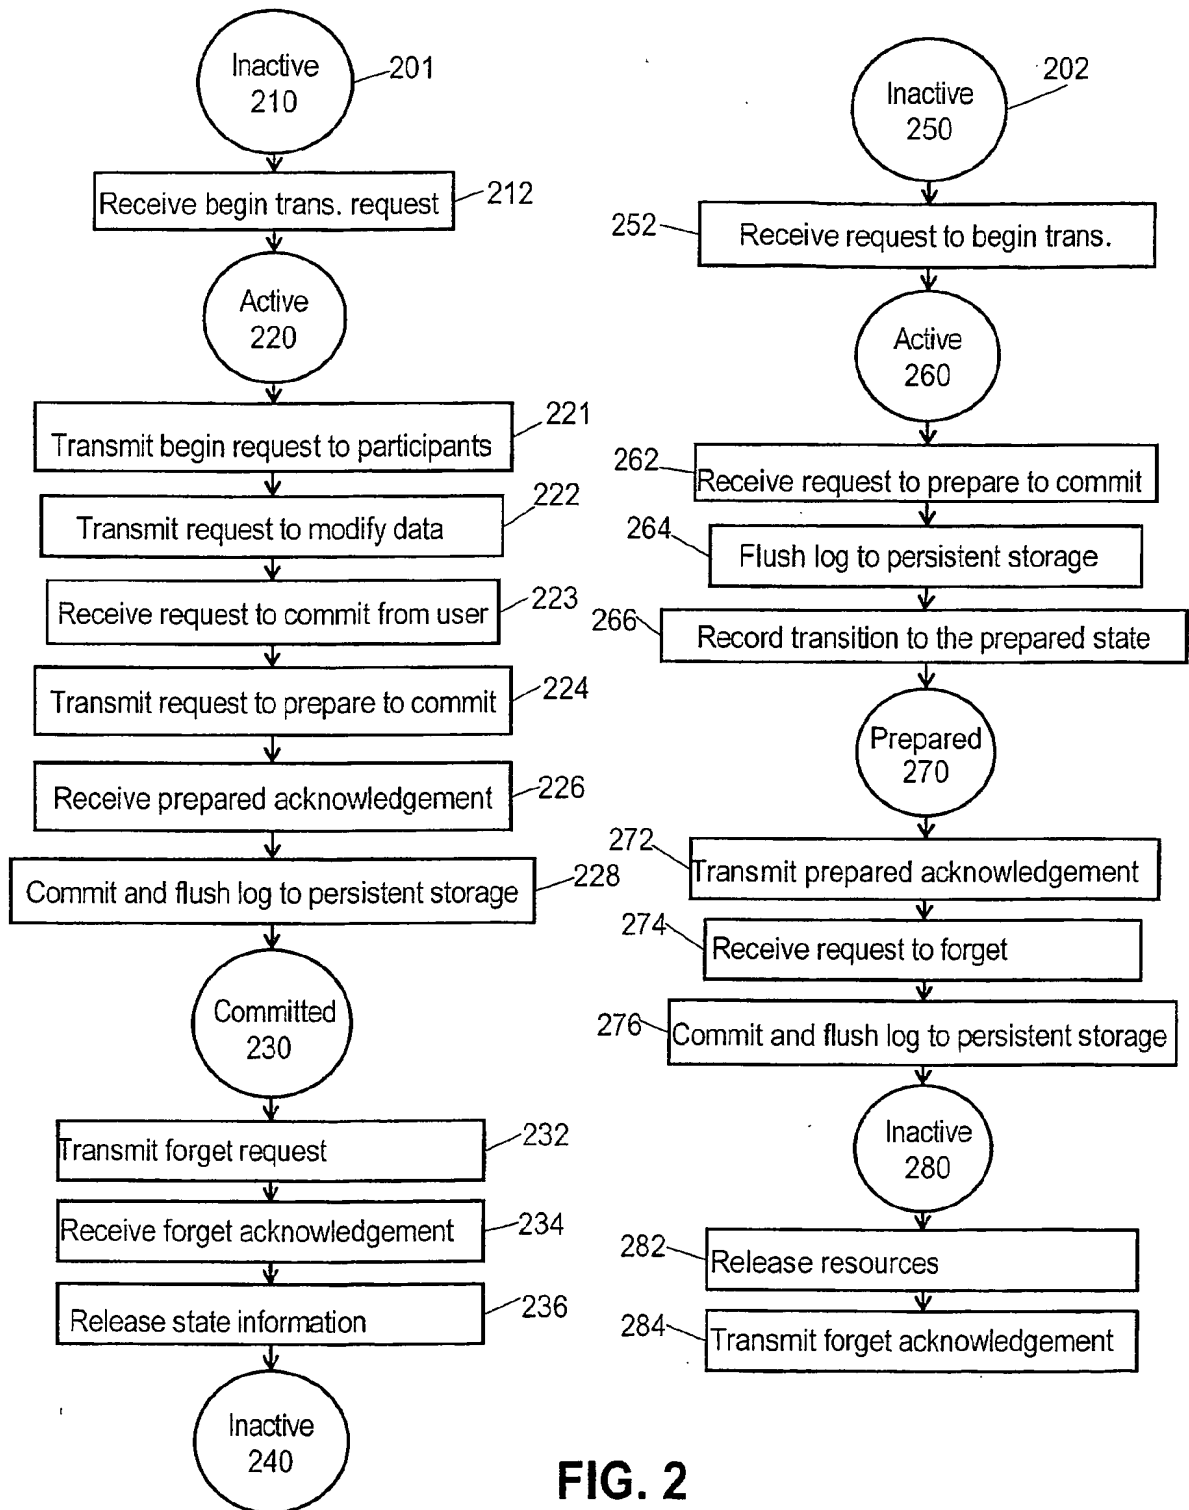 Inactive
210
201
Receive begin trans. request
212
Active
220
Transmit begin request to participants
221
Transmit request to modify data
222
Receive request to commit from user
223
Transmit request to prepare to commit
224
Receive prepared acknowledgement
226
Commit and flush log to persistent storage
228
Committed
230
Transmit forget request
232
Receive forget acknowledgement
234
Release state information
236
Inactive
240
Inactive
250
202
252
Receive request to begin trans.
Active
260
262
Receive request to prepare to commit
264
Flush log to persistent storage
266
Record transition to the prepared state
Prepared
270
272
Transmit prepared acknowledgement
274
Receive request to forget
276
Commit and flush log to persistent storage
Inactive
280
282
Release resources
284
Transmit forget acknowledgement
FIG. 2